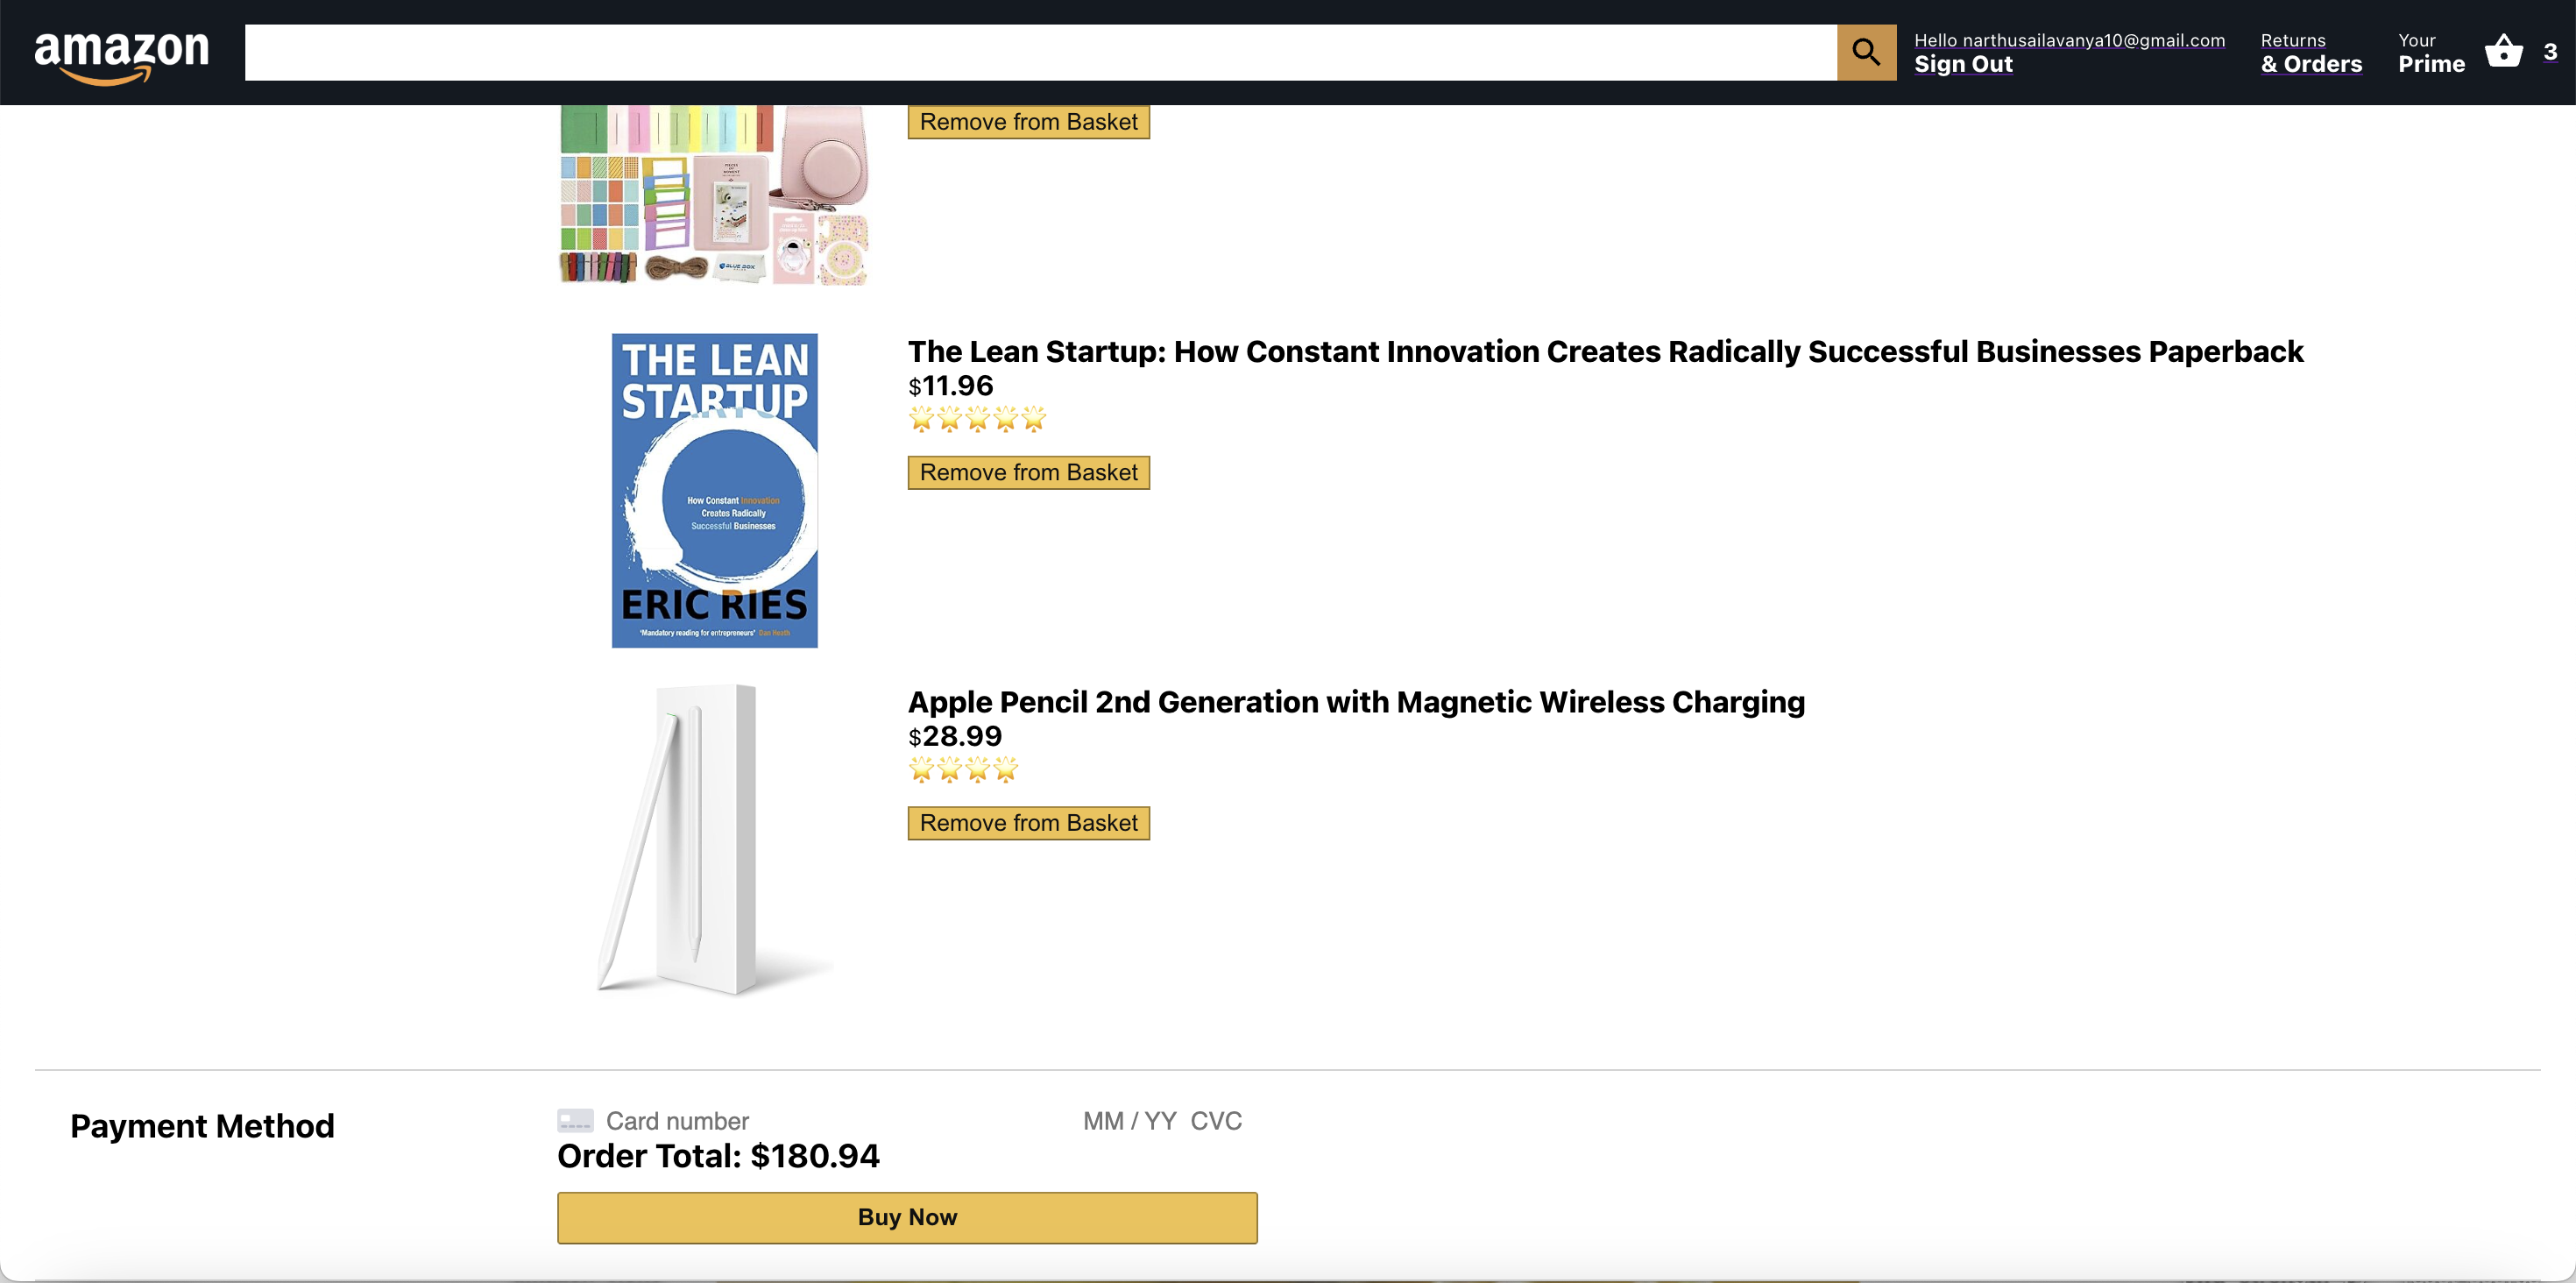 amazon
Hello narthusailavanya10@gmail.com
Sign Out
Returns
& Orders
Your
Prime
3
Remove from Basket
BLUE BOX
THE LEAN
STARTUP
How Constant Innovation
Creates Radically
Successful Businesses
ERIC RIES
'Mandatory reading for entrepreneurs' Dan Heath
The Lean Startup: How Constant Innovation Creates Radically Successful Businesses Paperback
$11.96
Remove from Basket
Apple Pencil 2nd Generation with Magnetic Wireless Charging
$28.99
Remove from Basket
Payment Method
Card number
MM / YY CVC
Order Total: $180.94
Buy Now